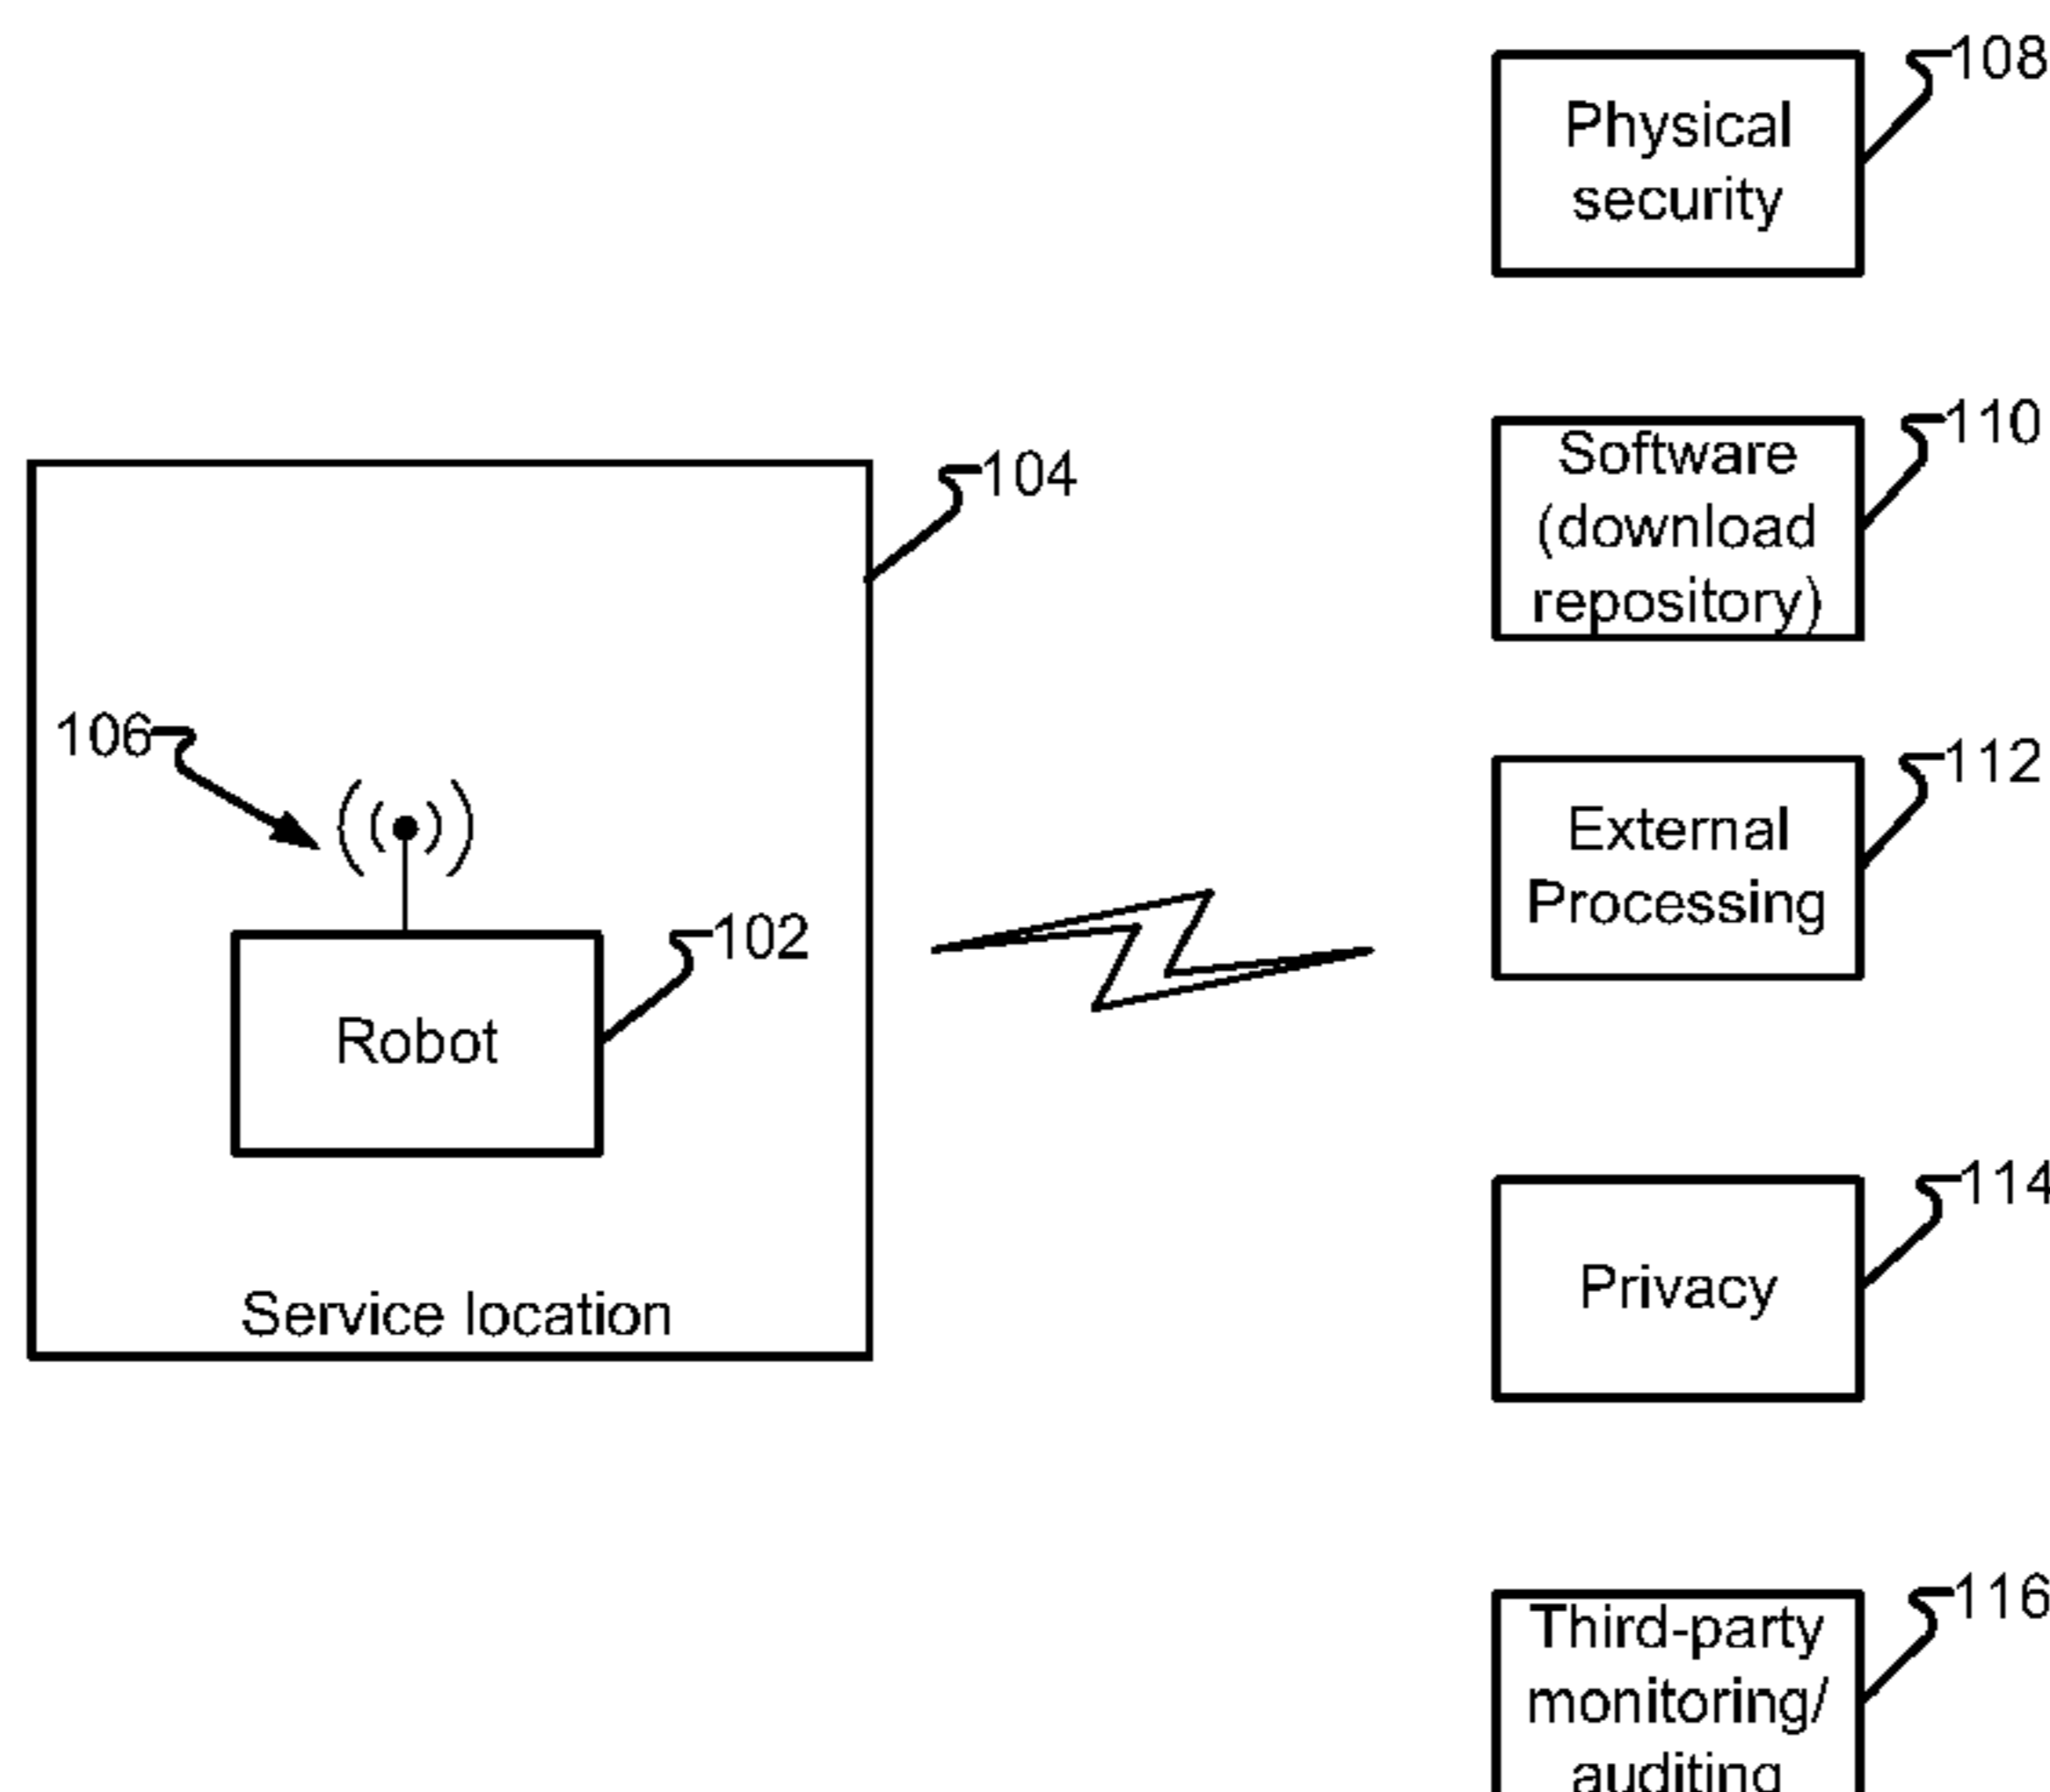 108
Physical
security
110
Software
(download
repository)
104
106
112
External
Processing
102
Robot
114
Privacy
Service location
116
Third-party
monitoring/
auditing